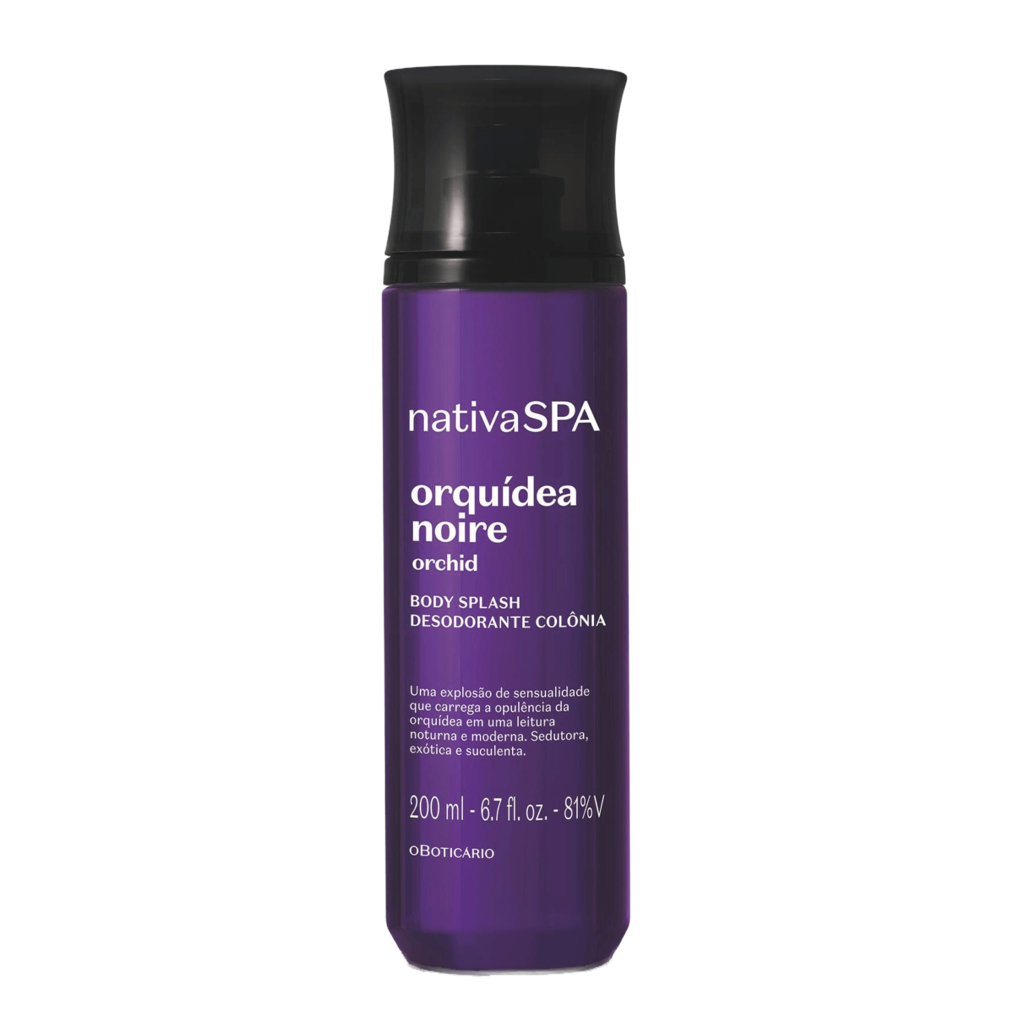 nativaSPA
orquídea
noire
orchid
BODY SPLASH
DESODORANTE COLÔNIA
Uma explosão de sensualidade
que carrega a opulência da
orquídea em uma leitura
noturna e moderna. Sedutora,
exótica e suculenta.
200 ml - 6.7 fl. oz. - 81%V
oBOTICÁRIO